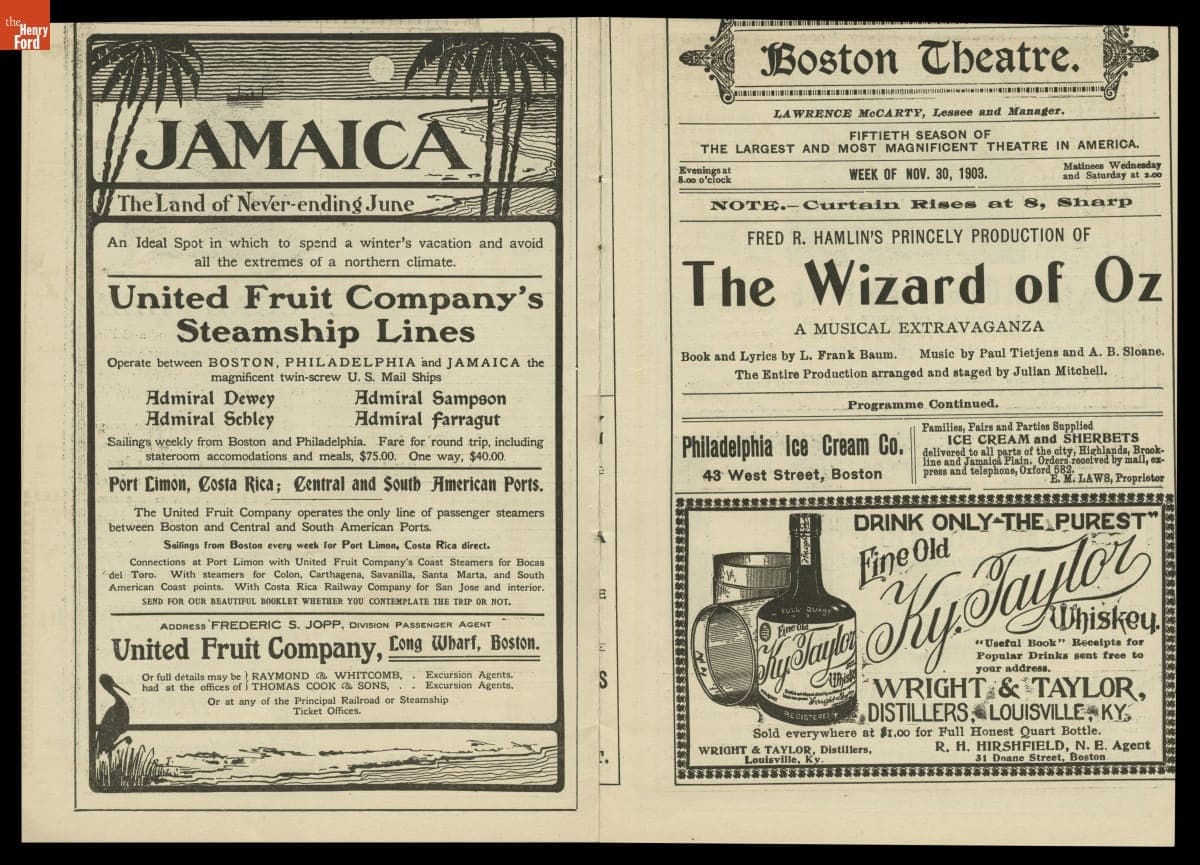 the
Henry
Ford
JAMAICA
The Land of Never-ending June
An Ideal Spot in which to spend a winter's vacation and avoid
all the extremes of a northern climate.
United Fruit Company's
Steamship Lines
Operate between BOSTON, PHILADELPHIA and JAMAICA the
magnificent twin-screw U. S. Mail Ships
Admiral Dewey Admiral Sampson
Admiral Schley Admiral Farragut
Sailings weekly from Boston and Philadelphia. Fare for round trip, including
stateroom accomodations and meals, $75.00. One way, $40.00
Port Limon, Costa Rica; Central and South American Ports.
The United Fruit Company operates the only line of passenger steamers
between Boston and Central and South American Ports.
Sailings from Boston every week for Port Limon, Costa Rica direct.
Connections at Port Limon with United Fruit Company's Coast Steamers for Bocas
del Toro. With steamers for Colon, Carthagena, Savanilla, Santa Marta, and South
American Coast points. With Costa Rica Railway Company for San Jose and interior.
SEND FOR OUR BEAUTIFUL BOOKLET WHETHER YOU CONTEMPLATE THE TRIP OR NOT.
ADDRESS FREDERIC S. JOPP, DIVISION PASSENGER AGENT
United Fruit Company, Long Wharf, Boston.
Or full details may be } RAYMOND & WHITCOMB, . Excursion Agents.
had at the offices of } THOMAS COOK & SONS, . . Excursion Agents.
Or at any of the Principal Railroad or Steamship
Ticket Offices.
Boston Theatre.
LAWRENCE McCARTY, Lessee and Manager.
FIFTIETH SEASON OF
THE LARGEST AND MOST MAGNIFICENT THEATRE IN AMERICA.
Evenings at
8.00 o'clock
WEEK OF NOV. 30, 1903.
Matinees Wednesday
and Saturday at 2.00
NOTE.—Curtain Rises at 8, Sharp
FRED R. HAMLIN'S PRINCELY PRODUCTION OF
The Wizard of Oz
A MUSICAL EXTRAVAGANZA
Book and Lyrics by L. Frank Baum. Music by Paul Tietjens and A. B. Sloane.
The Entire Production arranged and staged by Julian Mitchell.
Programme Continued.
Philadelphia Ice Cream Co.
43 West Street, Boston
Families, Fairs and Parties Supplied
ICE CREAM and SHERBETS
delivered to all parts of the city, Highlands, Brook-
line and Jamaica Plain. Orders received by mail, ex-
press and telephone, Oxford 582.
E. M. LAWS, Proprietor
DRINK ONLY "THE PUREST"
Fine Old
Ky. Taylor
Whiskey.
FULL QUART
Fine Old
Ky. Taylor
Whiskey
REGISTERED
"Useful Book" Receipts for
Popular Drinks sent free to
your address.
WRIGHT & TAYLOR,
DISTILLERS, LOUISVILLE, KY.
Sold everywhere at $1.00 for Full Honest Quart Bottle.
WRIGHT & TAYLOR, Distillers,
Louisville, Ky.
R. H. HIRSHFIELD, N. E. Agent
31 Doane Street, Boston